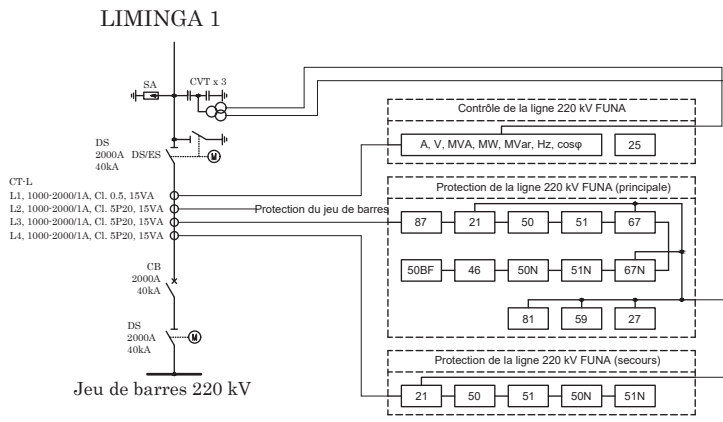 LIMINGA 1
SA
CVT x 3
DS
2000A
40kA
DS/ES
M
CT-L
L1, 1000-2000/1A, Cl. 0.5, 15VA
L2, 1000-2000/1A, Cl. 5P20, 15VA
L3, 1000-2000/1A, Cl. 5P20, 15VA
L4, 1000-2000/1A, Cl. 5P20, 15VA
Protection du jeu de barres
CB
2000A
40kA
DS
2000A
40kA
M
Jeu de barres 220 kV
Contrôle de la ligne 220 kV FUNA
A, V, MVA, MW, MVar, Hz, cosφ
25
Protection de la ligne 220 kV FUNA (principale)
87 21 50 51 67
50BF 46 50N 51N 67N
81 59 27
Protection de la ligne 220 kV FUNA (secours)
21 50 51 50N 51N